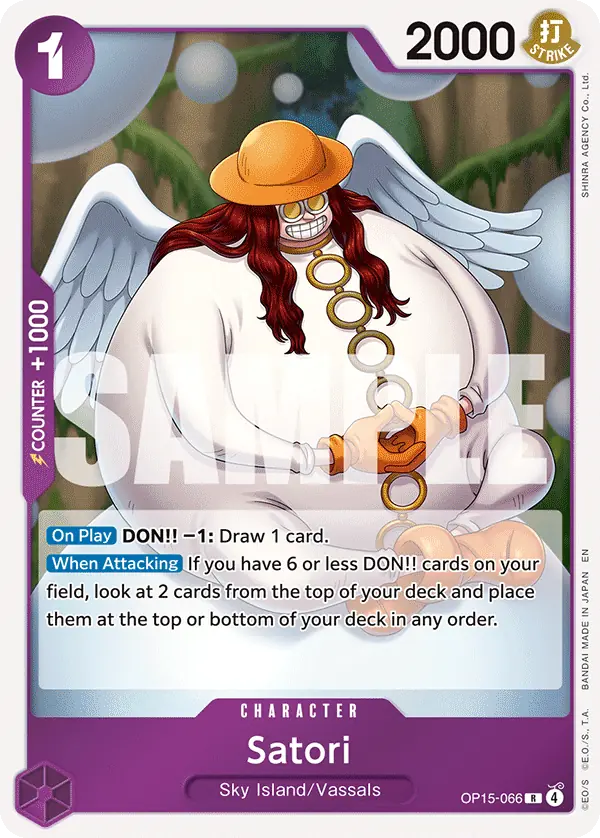 1
2000
打
STRIKE
SHINRA AGENCY Co., Ltd.
COUNTER +1000
SAMPLE
On Play DON!! −1: Draw 1 card.
When Attacking If you have 6 or less DON!! cards on your
field, look at 2 cards from the top of your deck and place
them at the top or bottom of your deck in any order.
CHARACTER
Satori
Sky Island/Vassals
OP15-066 R 4
©EO/S ©E.O./S., T.A. BANDAI MADE IN JAPAN EN